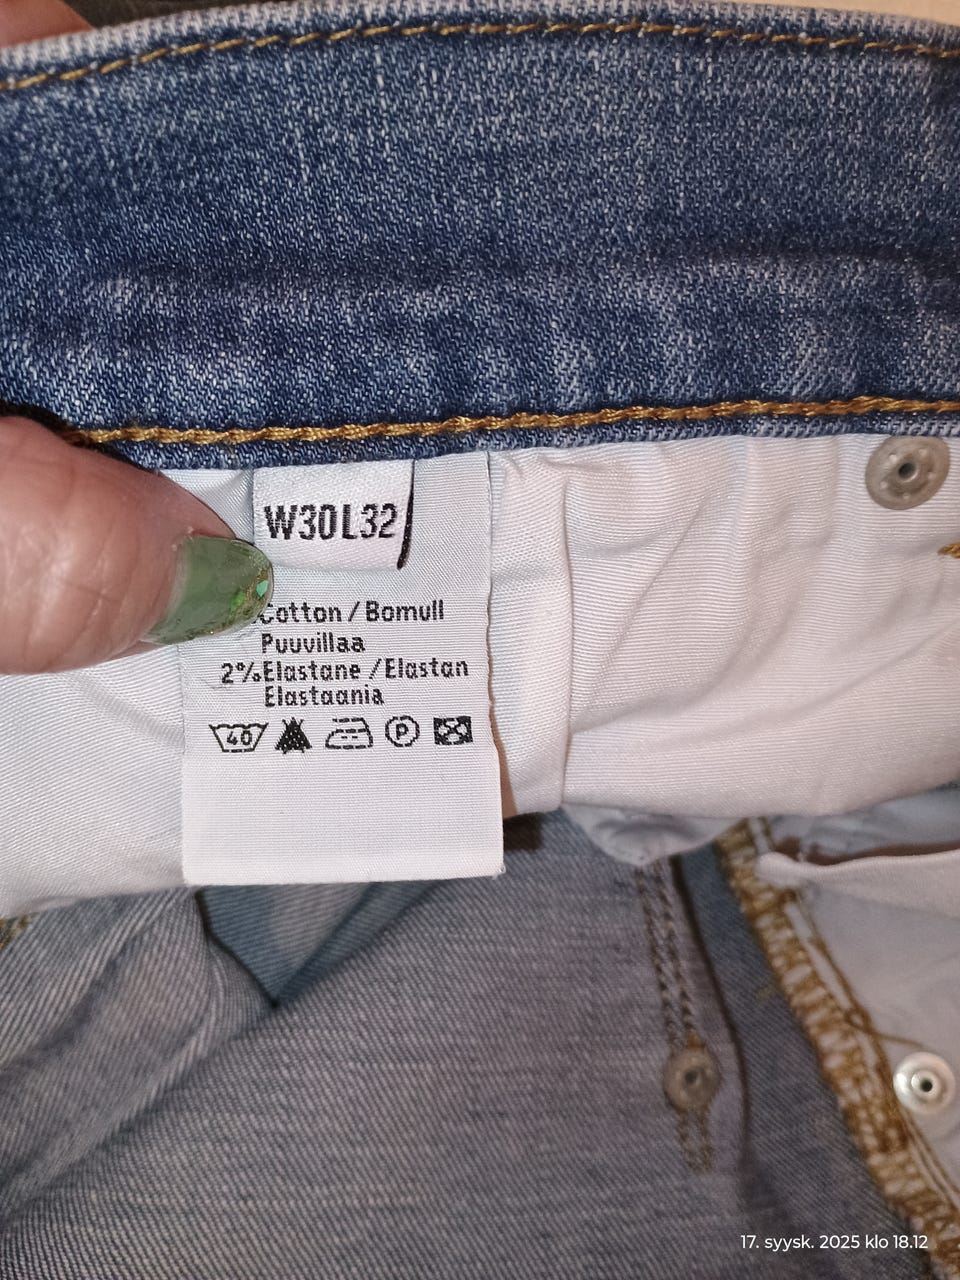 W30L32
Cotton / Bomull
Puuvillaa
2% Elastane / Elastan
Elastaania
40 P
17. syysk. 2025 klo 18.12